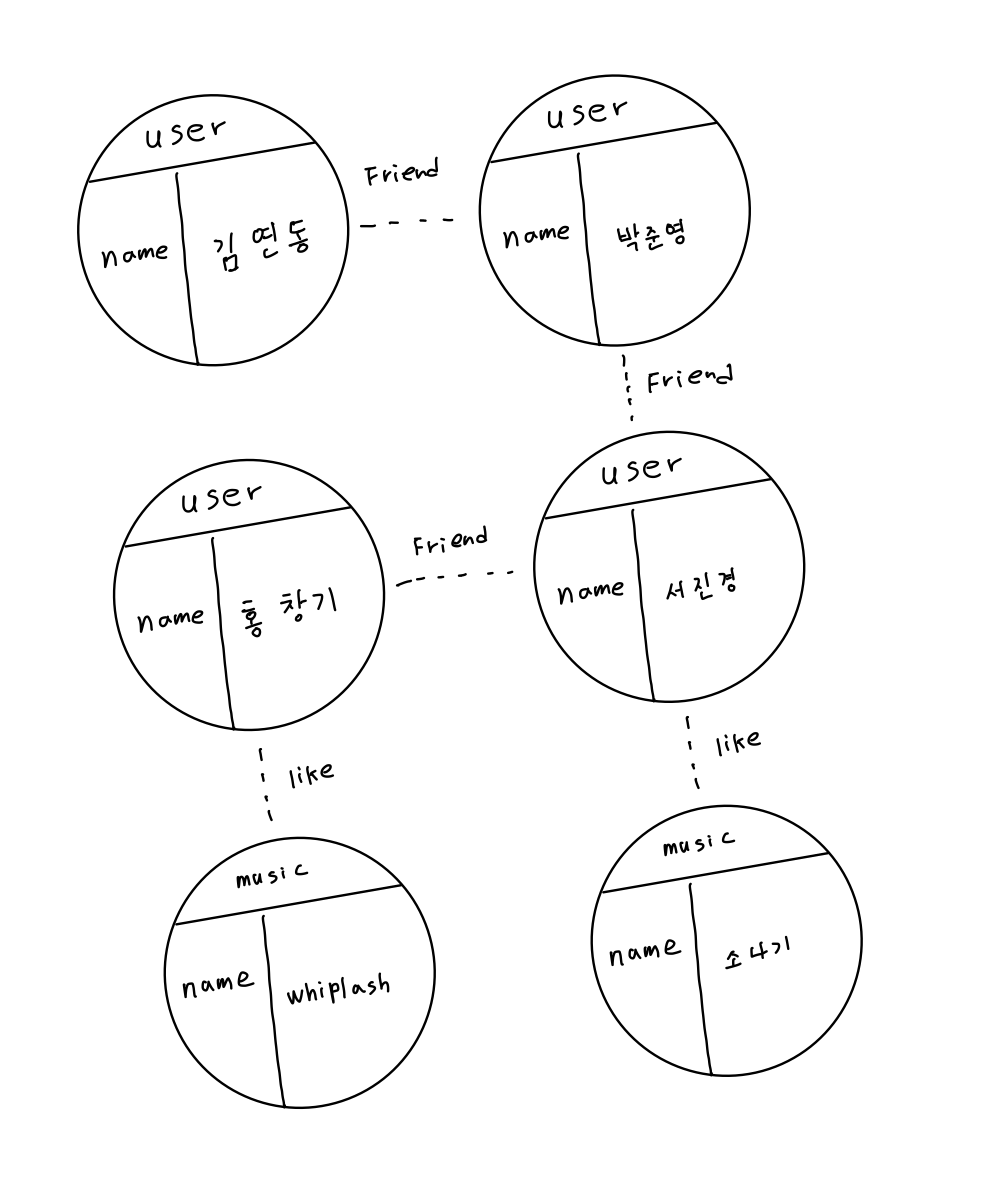 user
name 김연동
Friend
user
name 박준영
Friend
user
name 홍창기
Friend
user
name 서진경
like
like
music
name whiplash
music
name 소나기